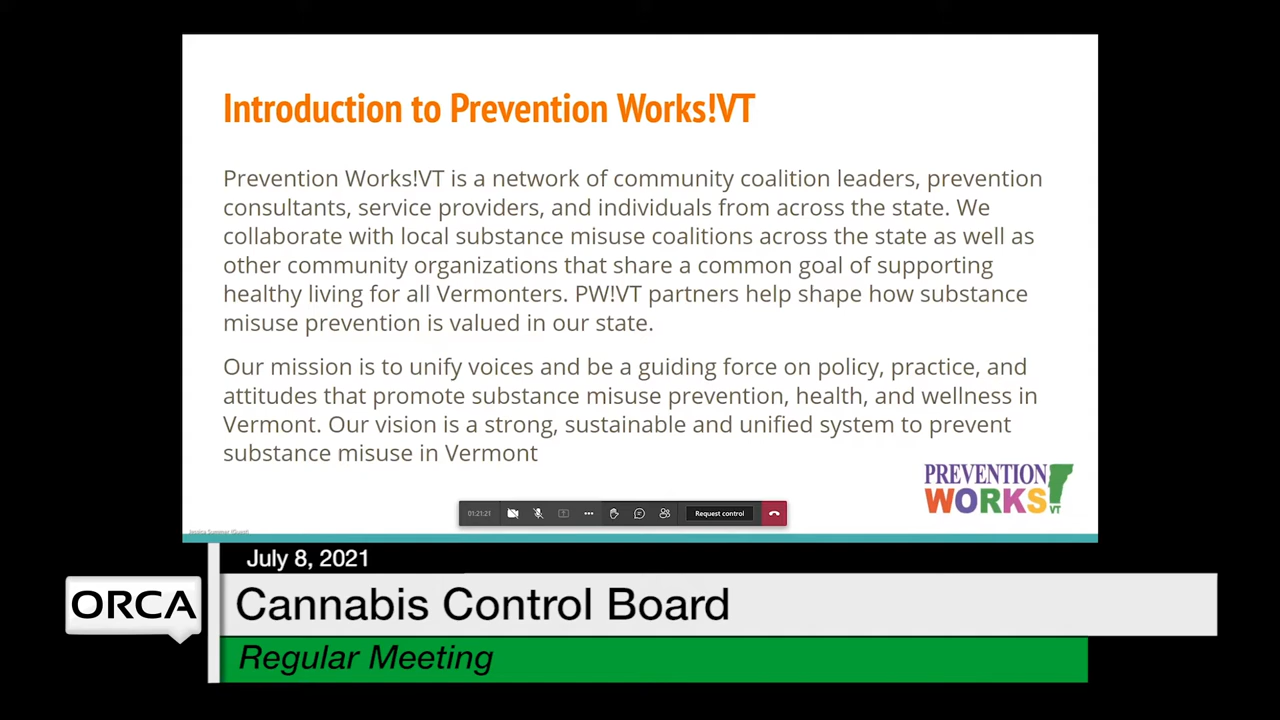 Introduction to Prevention Works!VT
Prevention Works!VT is a network of community coalition leaders, prevention
consultants, service providers, and individuals from across the state. We
collaborate with local substance misuse coalitions across the state as well as
other community organizations that share a common goal of supporting
healthy living for all Vermonters. PW!VT partners help shape how substance
misuse prevention is valued in our state.
Our mission is to unify voices and be a guiding force on policy, practice, and
attitudes that promote substance misuse prevention, health, and wellness in
Vermont. Our vision is a strong, sustainable and unified system to prevent
substance misuse in Vermont
PREVENTION
WORKS!
VT
01:21:21
Request control
July 8, 2021
ORCA
Cannabis Control Board
Regular Meeting